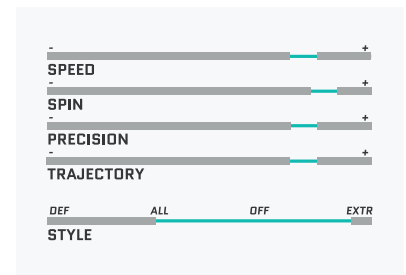 - +
SPEED
- +
SPIN
- +
PRECISION
- +
TRAJECTORY
DEF ALL OFF EXTR
STYLE